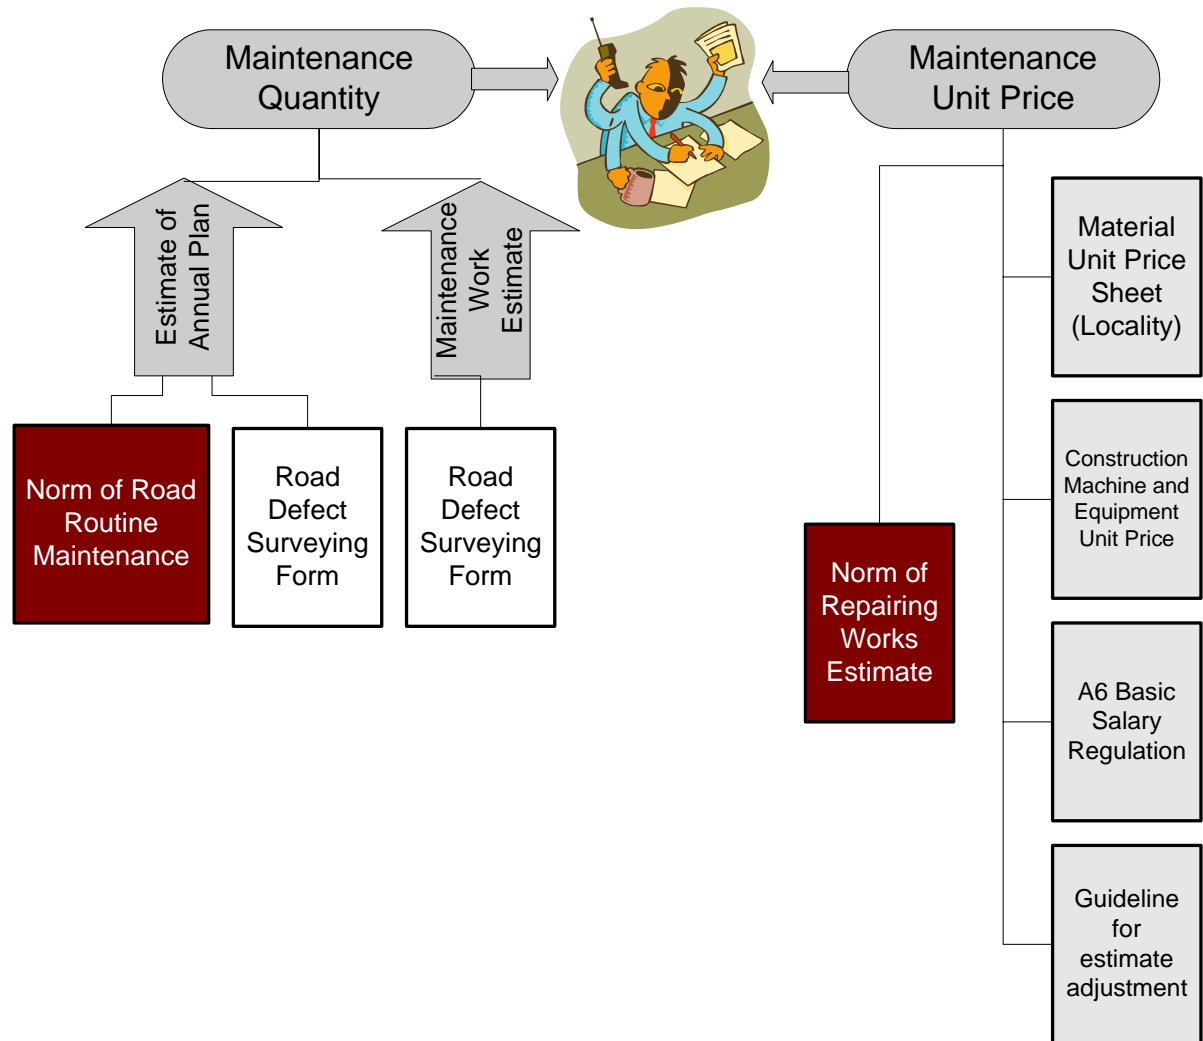 Maintenance
Quantity
Maintenance
Unit Price
Estimate of
Annual Plan
Maintenance
Work
Estimate
Norm of Road
Routine
Maintenance
Road
Defect
Surveying
Form
Road
Defect
Surveying
Form
Norm of
Repairing
Works
Estimate
Material
Unit Price
Sheet
(Locality)
Construction
Machine and
Equipment
Unit Price
A6 Basic
Salary
Regulation
Guideline
for
estimate
adjustment